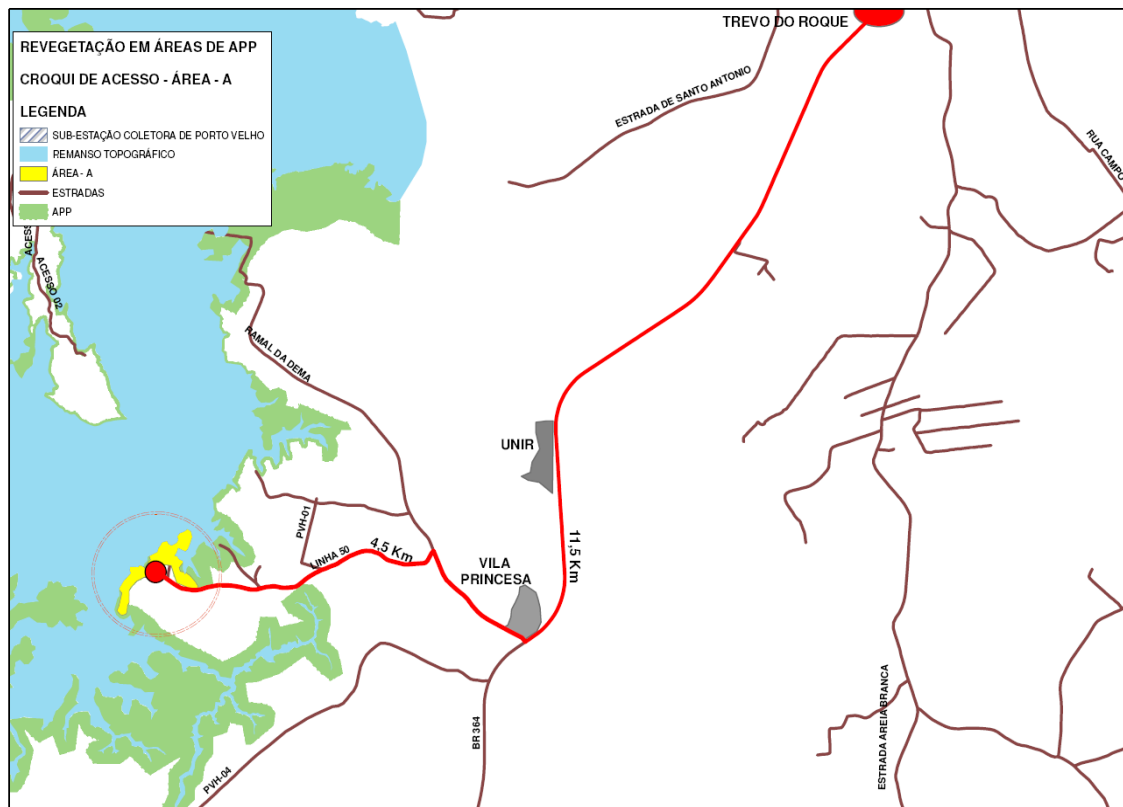 TREVO DO ROQUE
REVEGETAÇÃO EM ÁREAS DE APP
CROQUI DE ACESSO - ÁREA - A
LEGENDA
SUB-ESTAÇÃO COLETORA DE PORTO VELHO
REMANSO TOPOGRÁFICO
ÁREA - A
ESTRADAS
APP
ESTRADA DE SANTO ANTONIO
RUA CAMPO
ACESS
ACESSO 02
RAMAL DA DEMA
UNIR
PVH-01
LINHA 50
4,5 Km
11,5 Km
VILA
PRINCESA
BR 364
PVH-04
ESTRADA AREIA BRANCA